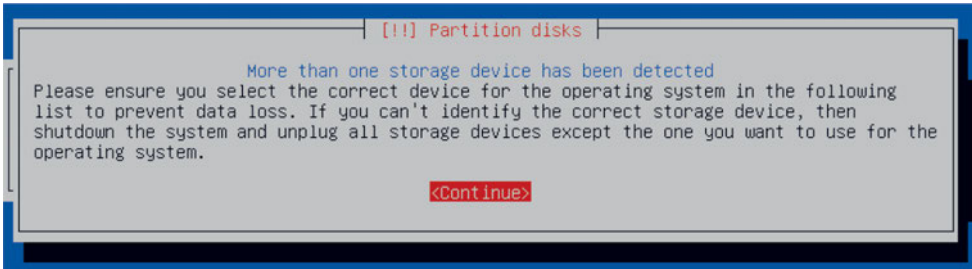 [!!] Partition disks
More than one storage device has been detected
Please ensure you select the correct device for the operating system in the following
list to prevent data loss. If you can't identify the correct storage device, then
shutdown the system and unplug all storage devices except the one you want to use for the
operating system.
<Continue>